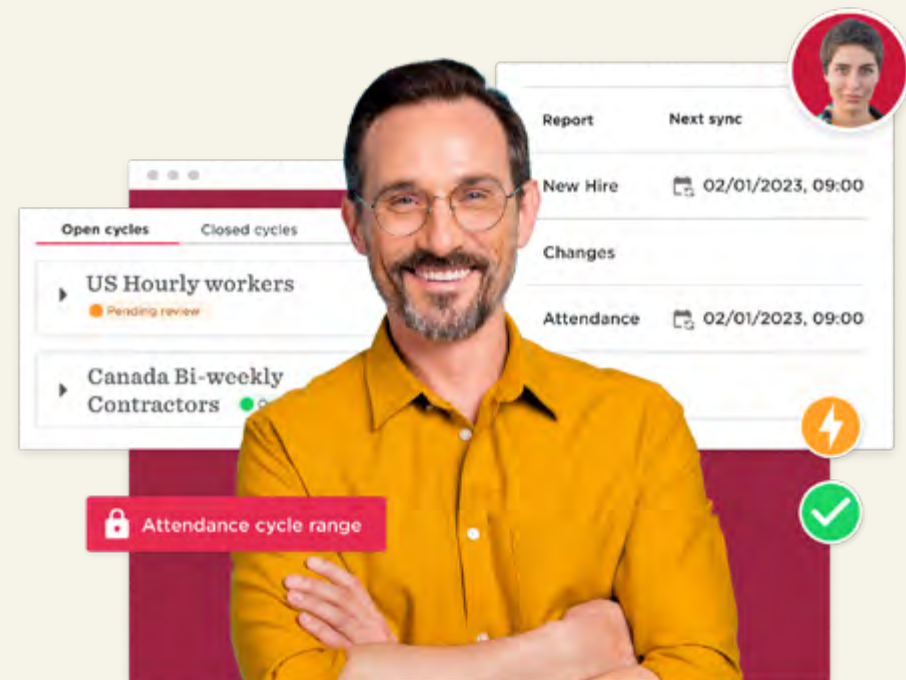 Open cycles
Closed cycles
US Hourly workers
Pending review
Canada Bi-weekly
Contractors
Report
Next sync
New Hire
02/01/2023, 09:00
Changes
Attendance
02/01/2023, 09:00
Attendance cycle range